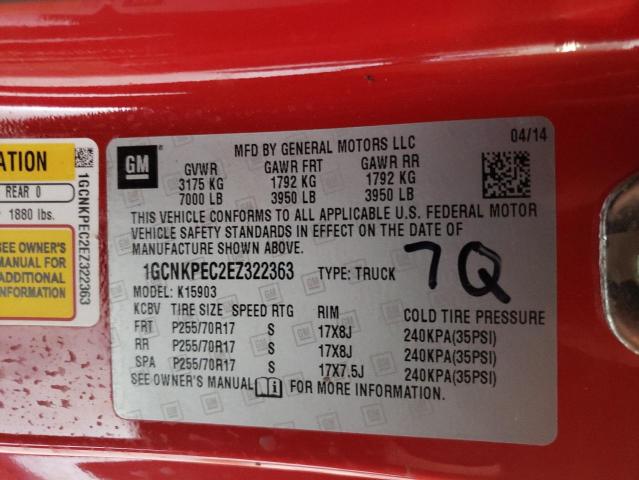 ATION
REAR 0
1880 lbs.
SEE OWNER'S
MANUAL FOR
ADDITIONAL
INFORMATION
1GCNKPEC2EZ322363
GM
MFD BY GENERAL MOTORS LLC
04/14
GVWR GAWR FRT GAWR RR
3175 KG 1792 KG 1792 KG
7000 LB 3950 LB 3950 LB
THIS VEHICLE CONFORMS TO ALL APPLICABLE U.S. FEDERAL MOTOR
VEHICLE SAFETY STANDARDS IN EFFECT ON THE DATE OF
MANUFACTURE SHOWN ABOVE.
1GCNKPEC2EZ322363 TYPE: TRUCK
7Q
MODEL: K15903
KCBV TIRE SIZE SPEED RTG RIM COLD TIRE PRESSURE
FRT P255/70R17 S 17X8J 240KPA(35PSI)
RR P255/70R17 S 17X8J 240KPA(35PSI)
SPA P255/70R17 S 17X7.5J 240KPA(35PSI)
SEE OWNER'S MANUAL FOR MORE INFORMATION.